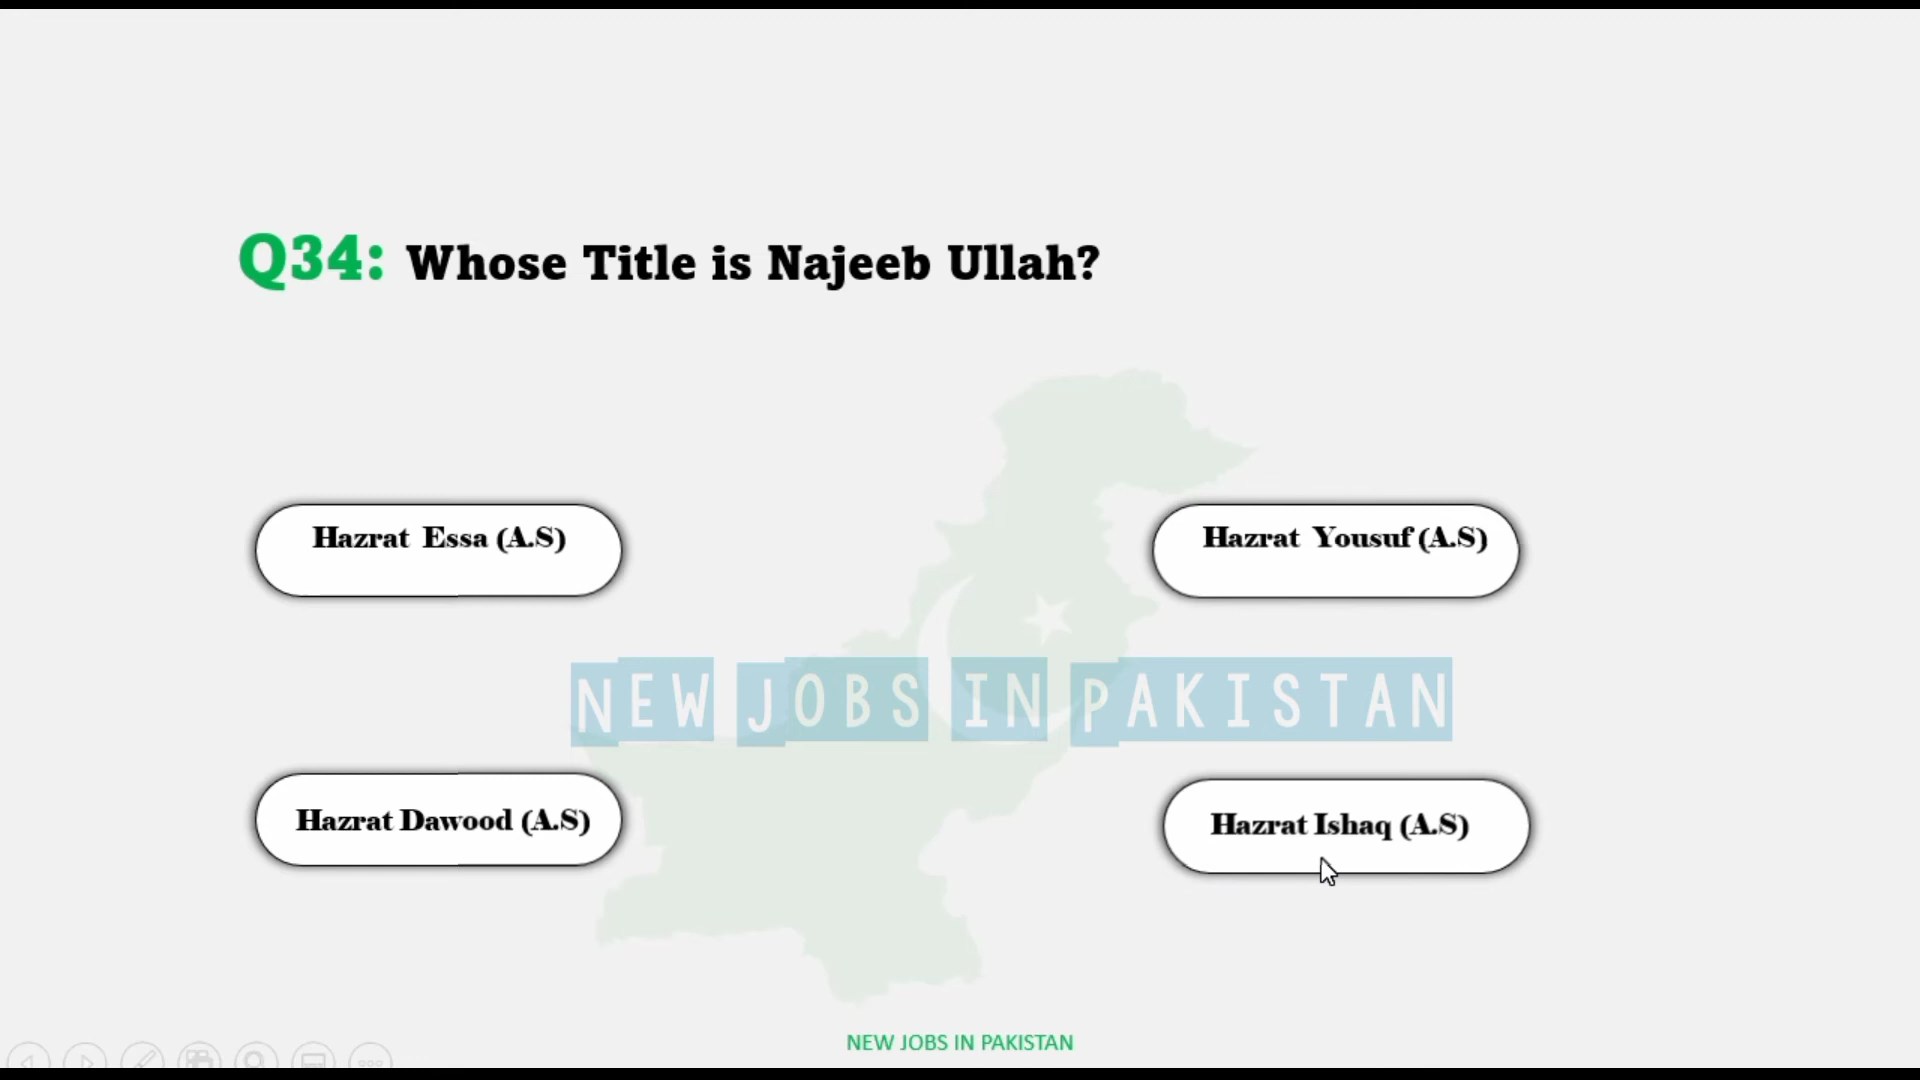 Q34: Whose Title is Najeeb Ullah?
Hazrat Essa (A.S)
Hazrat Yousuf (A.S)
NEW JOBS IN PAKISTAN
Hazrat Dawood (A.S)
Hazrat Ishaq (A.S)
NEW JOBS IN PAKISTAN